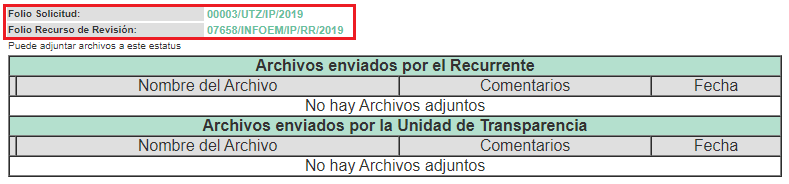 Folio Solicitud: 00003/UTZ/IP/2019
Folio Recurso de Revisión: 07658/INFOEM/IP/RR/2019
Puede adjuntar archivos a este estatus
Archivos enviados por el Recurrente
Nombre del Archivo Comentarios Fecha
No hay Archivos adjuntos
Archivos enviados por la Unidad de Transparencia
Nombre del Archivo Comentarios Fecha
No hay Archivos adjuntos